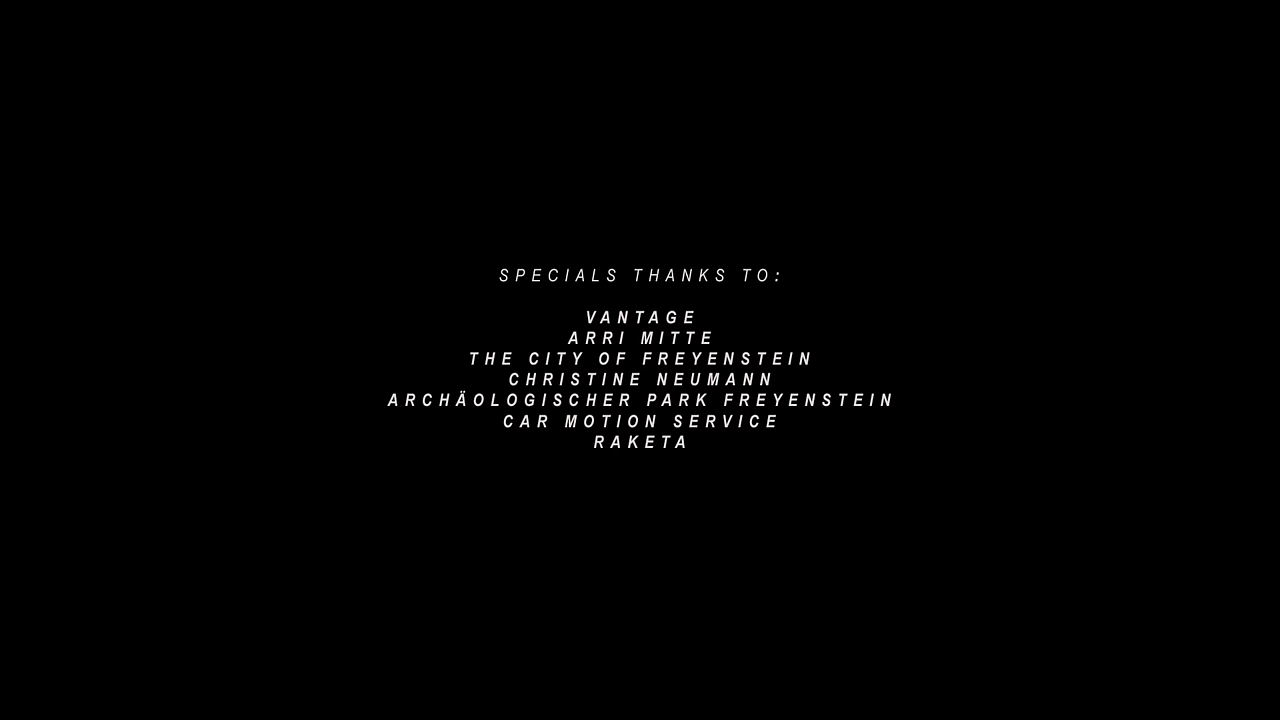 SPECIALS THANKS TO:
VANTAGE
ARRI MITTE
THE CITY OF FREYENSTEIN
CHRISTINE NEUMANN
ARCHÄOLOGISCHER PARK FREYENSTEIN
CAR MOTION SERVICE
RAKETA